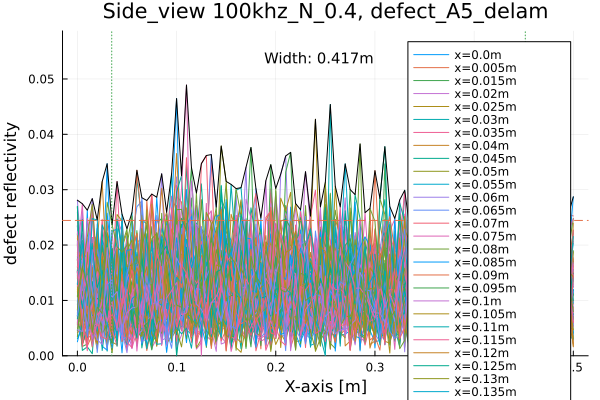 Side_view 100khz_N_0.4, defect_A5_delam
Width: 0.417m
defect reflectivity
0.05
0.04
0.03
0.02
0.01
0.00
0.0
0.1
0.2
0.3
.5
X-axis [m]
x=0.0m
x=0.005m
x=0.015m
x=0.02m
x=0.025m
x=0.03m
x=0.035m
x=0.04m
x=0.045m
x=0.05m
x=0.055m
x=0.06m
x=0.065m
x=0.07m
x=0.075m
x=0.08m
x=0.085m
x=0.09m
x=0.095m
x=0.1m
x=0.105m
x=0.11m
x=0.115m
x=0.12m
x=0.125m
x=0.13m
x=0.135m